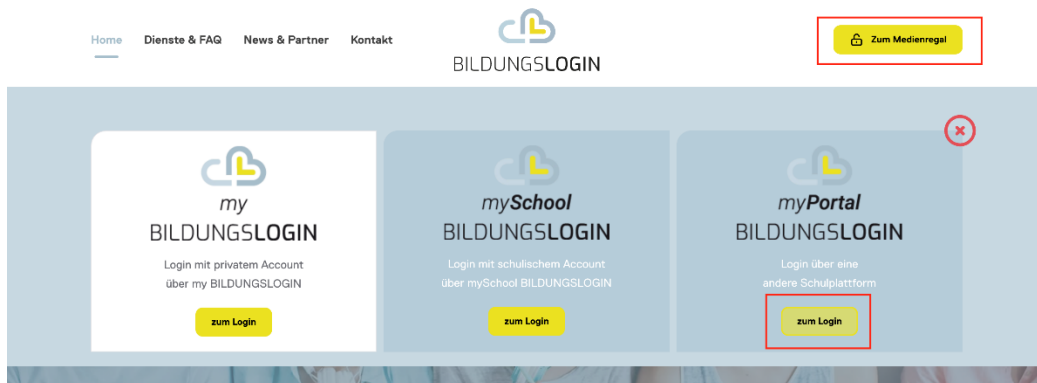 Home Dienste & FAQ News & Partner Kontakt
BILDUNGSLOGIN
Zum Medienregal
my
BILDUNGSLOGIN
Login mit privatem Account
über my BILDUNGSLOGIN
zum Login
mySchool
BILDUNGSLOGIN
Login mit schulischem Account
über mySchool BILDUNGSLOGIN
zum Login
myPortal
BILDUNGSLOGIN
Login über eine
andere Schulplattform
zum Login